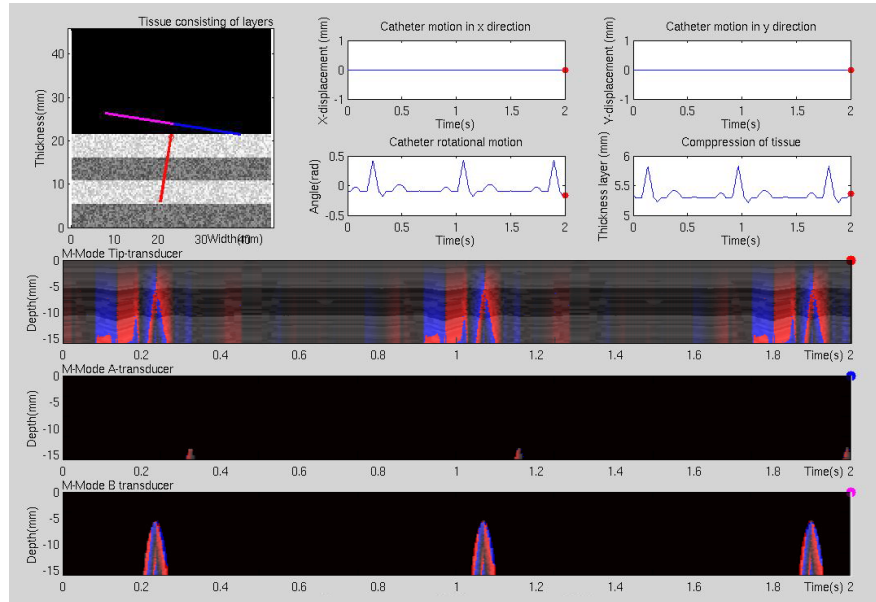 Tissue consisting of layers
Thickness(mm)
40
30
20
10
0
0 10 20 30 40
Width(mm)
Catheter motion in x direction
X-displacement (mm)
1
0
-1
0 0.5 1 1.5 2
Time(s)
Catheter motion in y direction
Y-displacement (mm)
1
0
-1
0 0.5 1 1.5 2
Time(s)
Catheter rotational motion
Angle(rad)
0.5
0
-0.5
0 0.5 1 1.5 2
Time(s)
Comppression of tissue
Thickness layer (mm)
6
5.5
5
0 0.5 1 1.5 2
Time(s)
M-Mode Tip-transducer
Depth(mm)
0
-5
-10
-15
0 0.2 0.4 0.6 0.8 1 1.2 1.4 1.6 1.8 Time(s) 2
M-Mode A-transducer
Depth(mm)
0
-5
-10
-15
0 0.2 0.4 0.6 0.8 1 1.2 1.4 1.6 1.8 Time(s) 2
M-Mode B transducer
Depth(mm)
0
-5
-10
-15
0 0.2 0.4 0.6 0.8 1 1.2 1.4 1.6 1.8 Time(s) 2